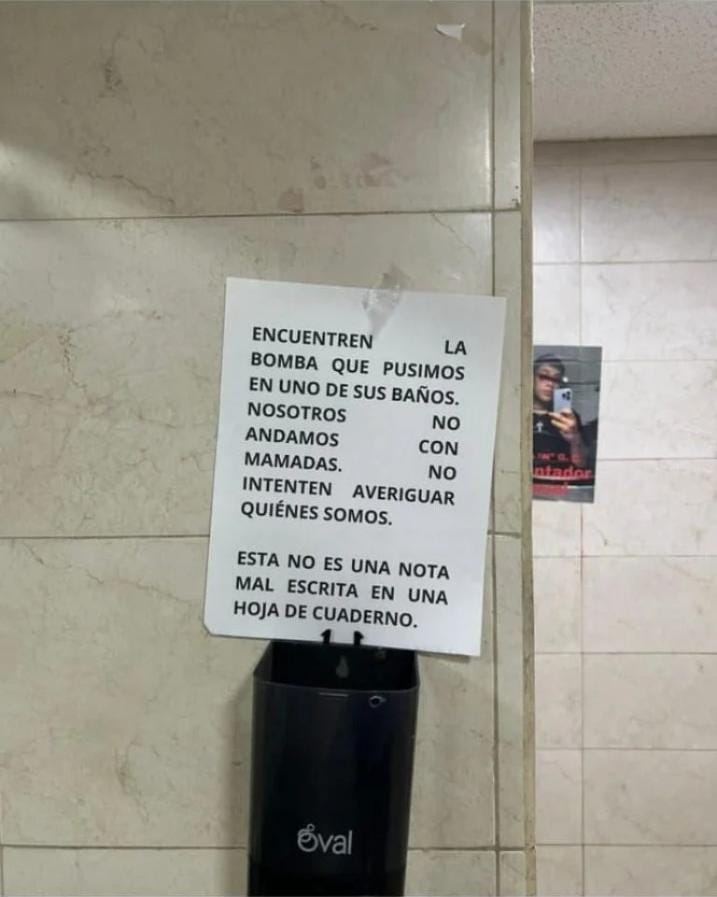 ENCUENTREN LA
BOMBA QUE PUSIMOS
EN UNO DE SUS BAÑOS.
NOSOTROS NO
ANDAMOS CON
MAMADAS. NO
INTENTEN AVERIGUAR
QUIÉNES SOMOS.
ESTA NO ES UNA NOTA
MAL ESCRITA EN UNA
HOJA DE CUADERNO.
ntador
Oval